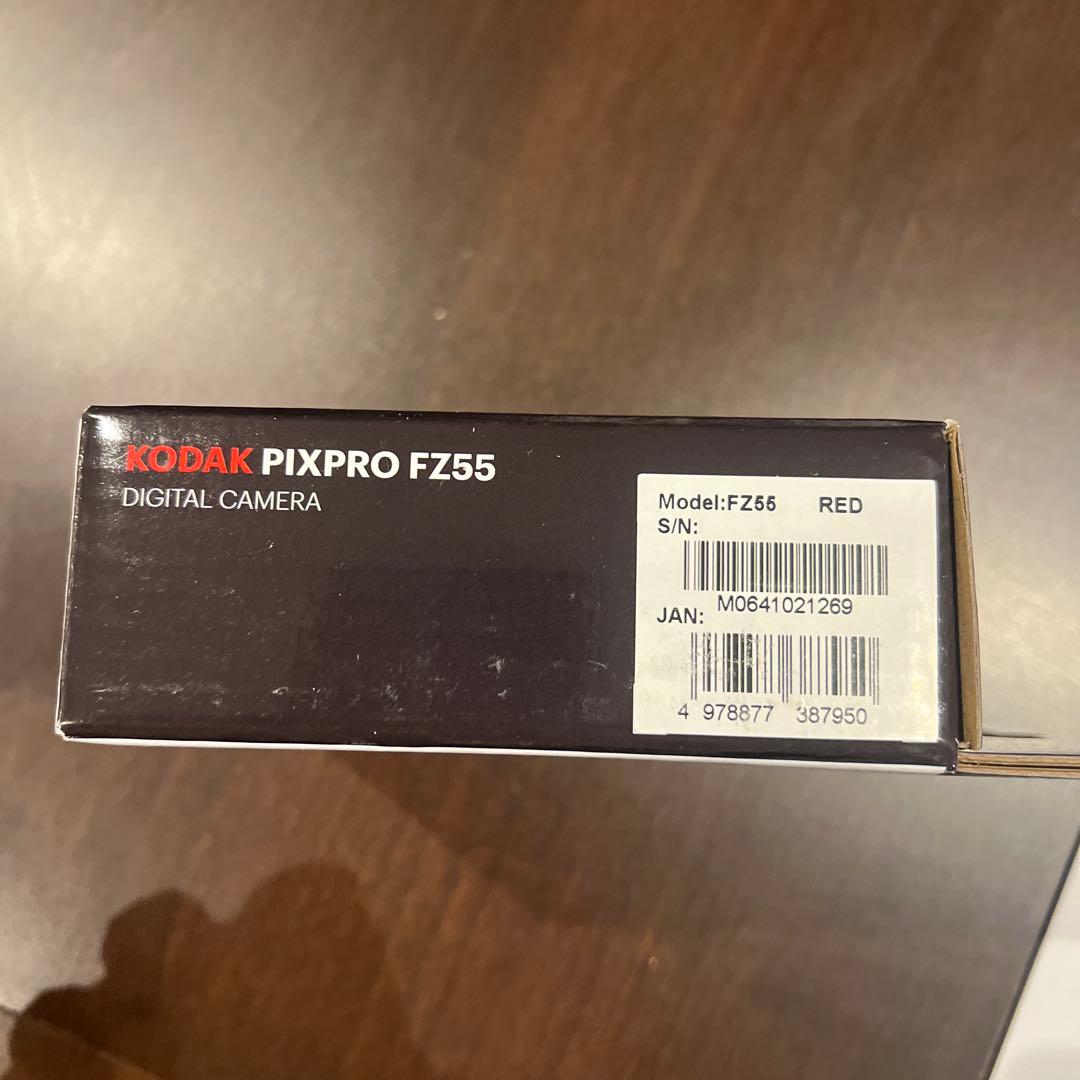 KODAK PIXPRO FZ55
DIGITAL CAMERA
Model:FZ55 RED
S/N:
M0641021269
JAN:
4 978877 387950